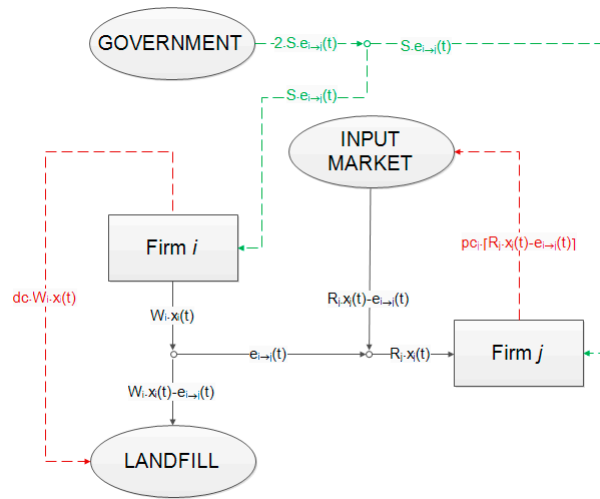 GOVERNMENT
2·S·eᵢ→ⱼ(t)
S·eᵢ→ⱼ(t)
S·eᵢ→ⱼ(t)
INPUT
MARKET
Firm i
pcⱼ·[Rⱼ·xⱼ(t)-eᵢ→ⱼ(t)]
dc·Wᵢ·xᵢ(t)
Rⱼ·xⱼ(t)-eᵢ→ⱼ(t)
Wᵢ·xᵢ(t)
eᵢ→ⱼ(t)
Rⱼ·xⱼ(t)
Firm j
Wᵢ·xᵢ(t)-eᵢ→ⱼ(t)
LANDFILL